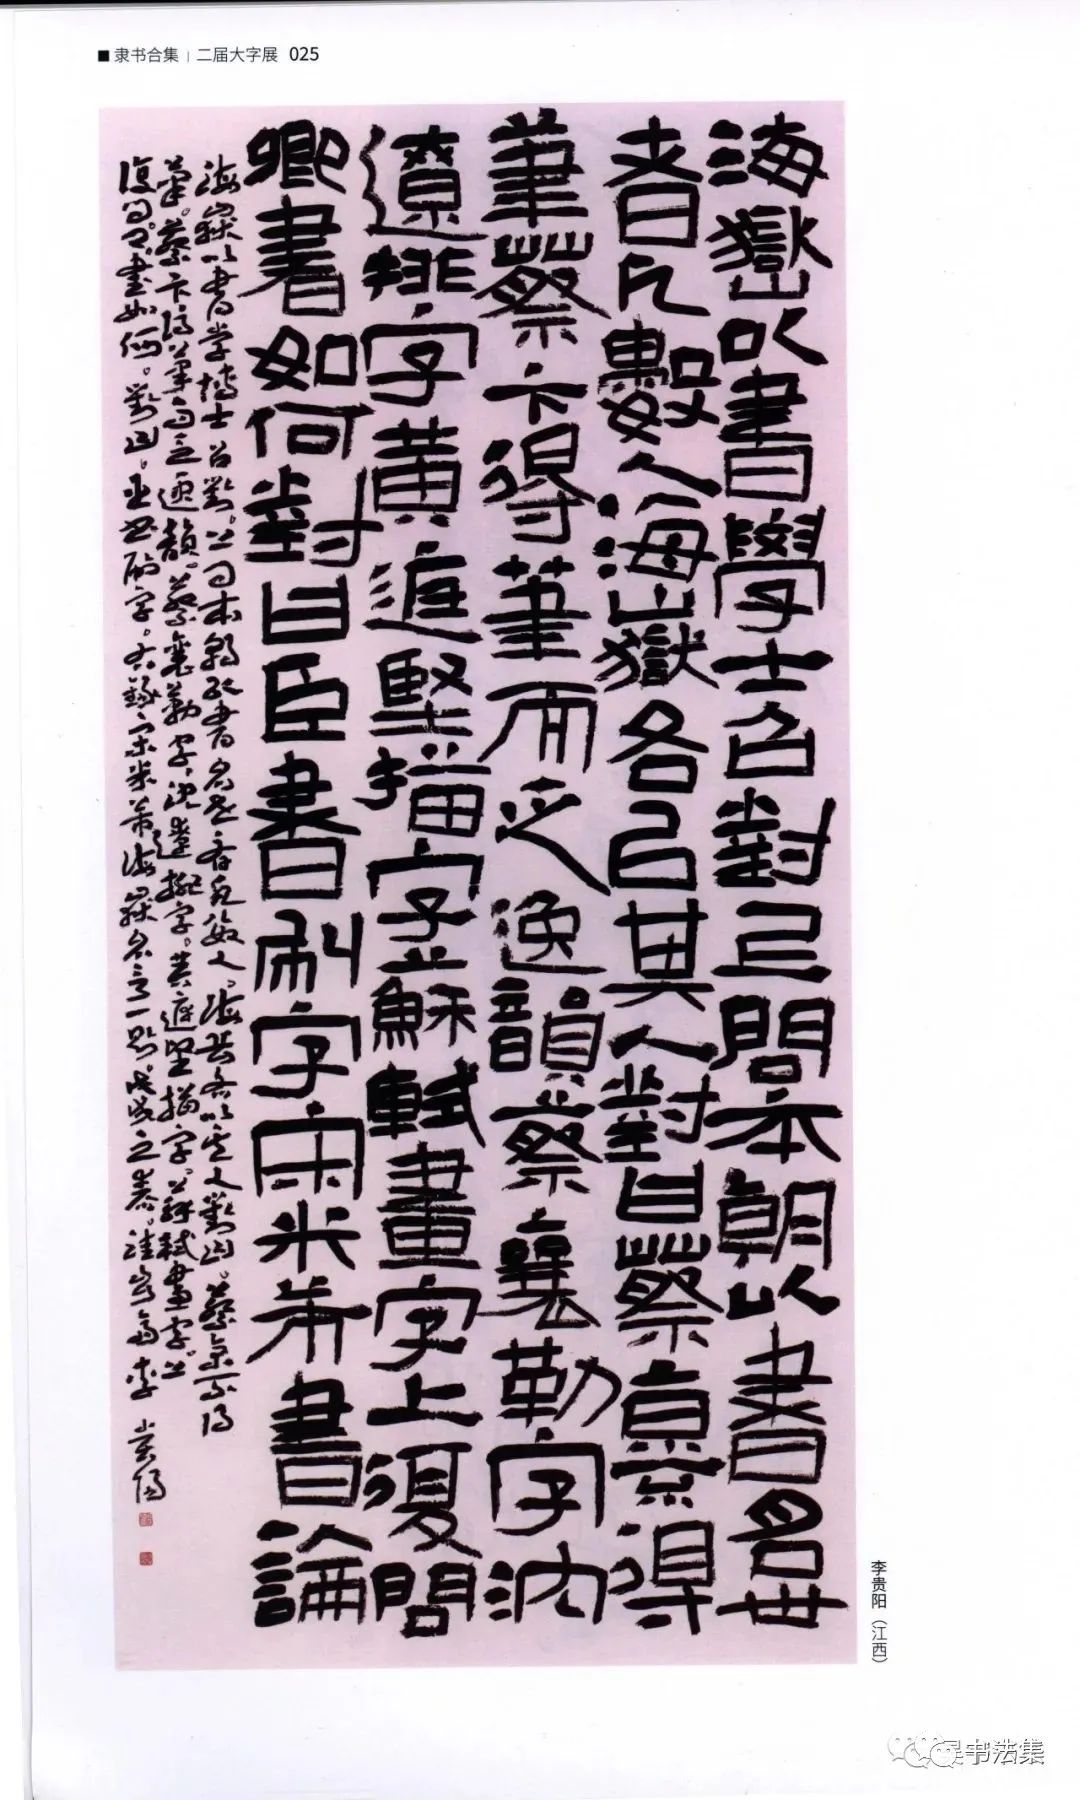 ■ 隶书合集 | 二届大字展 025
海嶽以書學士召對上問本朝以書名世
者凡數人海嶽各以其人對曰蔡京得
筆蔡卞得筆而乏逸韻蔡襄勒字沈
遼排字黃庭堅描字蘇軾畫字上復問
卿書如何對曰臣書刷字宋米芾書論
海嶽以書學博士召對。上問本朝以書名世者凡數人。海嶽各以其人對曰。蔡京不得
筆。蔡卞得筆而乏逸韻。蔡襄勒字，沈遼排字。黃庭堅描字。蘇軾畫字。上
復問。卿書如何。對曰。臣書刷字。右錄宋米芾海嶽名言一則 歲之春。 李貴陽
李贵阳（江西）
书法集